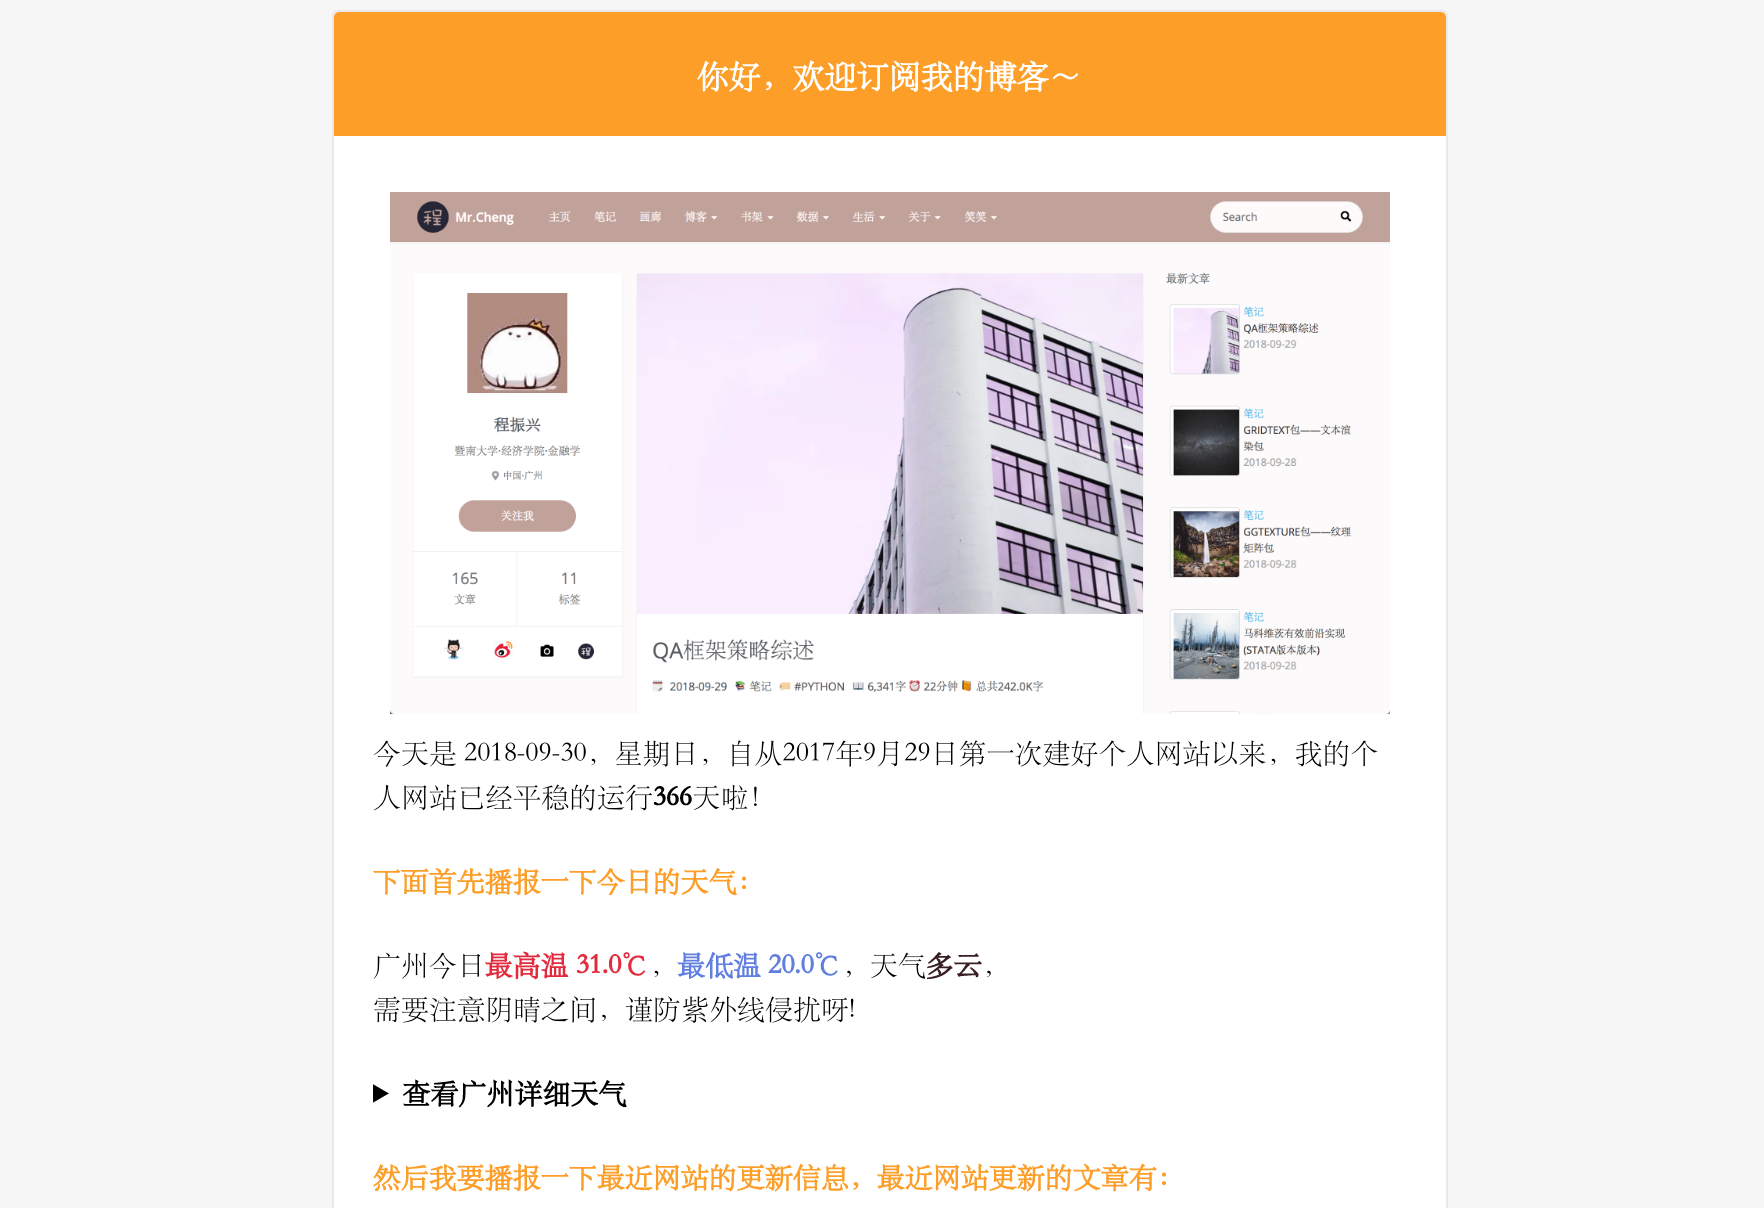 你好，欢迎订阅我的博客～
程 Mr.Cheng 主页 笔记 画廊 博客 书架 数据 生活 关于 笑笑 Search
程振兴
暨南大学·经济学院·金融学
中国·广州
关注我
165 11
文章 标签
程
QA框架策略综述
2018-09-29 笔记 #PYTHON 6,341字 22分钟 总共242.0K字
最新文章
笔记
QA框架策略综述
2018-09-29
笔记
GRIDTEXT包——文本渲
染包
2018-09-28
笔记
GGTEXTURE包——纹理
矩阵包
2018-09-28
笔记
马科维茨有效前沿实现
(STATA版本版本)
2018-09-28
今天是 2018-09-30，星期日，自从2017年9月29日第一次建好个人网站以来，我的个
人网站已经平稳的运行366天啦！
下面首先播报一下今日的天气：
广州今日最高温 31.0℃，最低温 20.0℃，天气多云，
需要注意阴晴之间，谨防紫外线侵扰呀!
▶ 查看广州详细天气
然后我要播报一下最近网站的更新信息，最近网站更新的文章有：